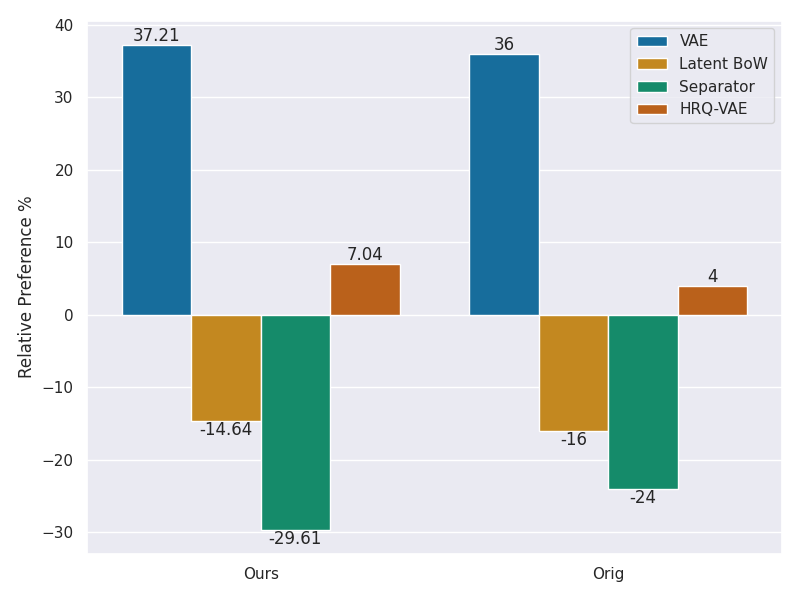 40
30
20
10
0
−10
−20
−30
Relative Preference %
37.21
-14.64
-29.61
7.04
36
-16
-24
4
VAE
Latent BoW
Separator
HRQ-VAE
Ours
Orig